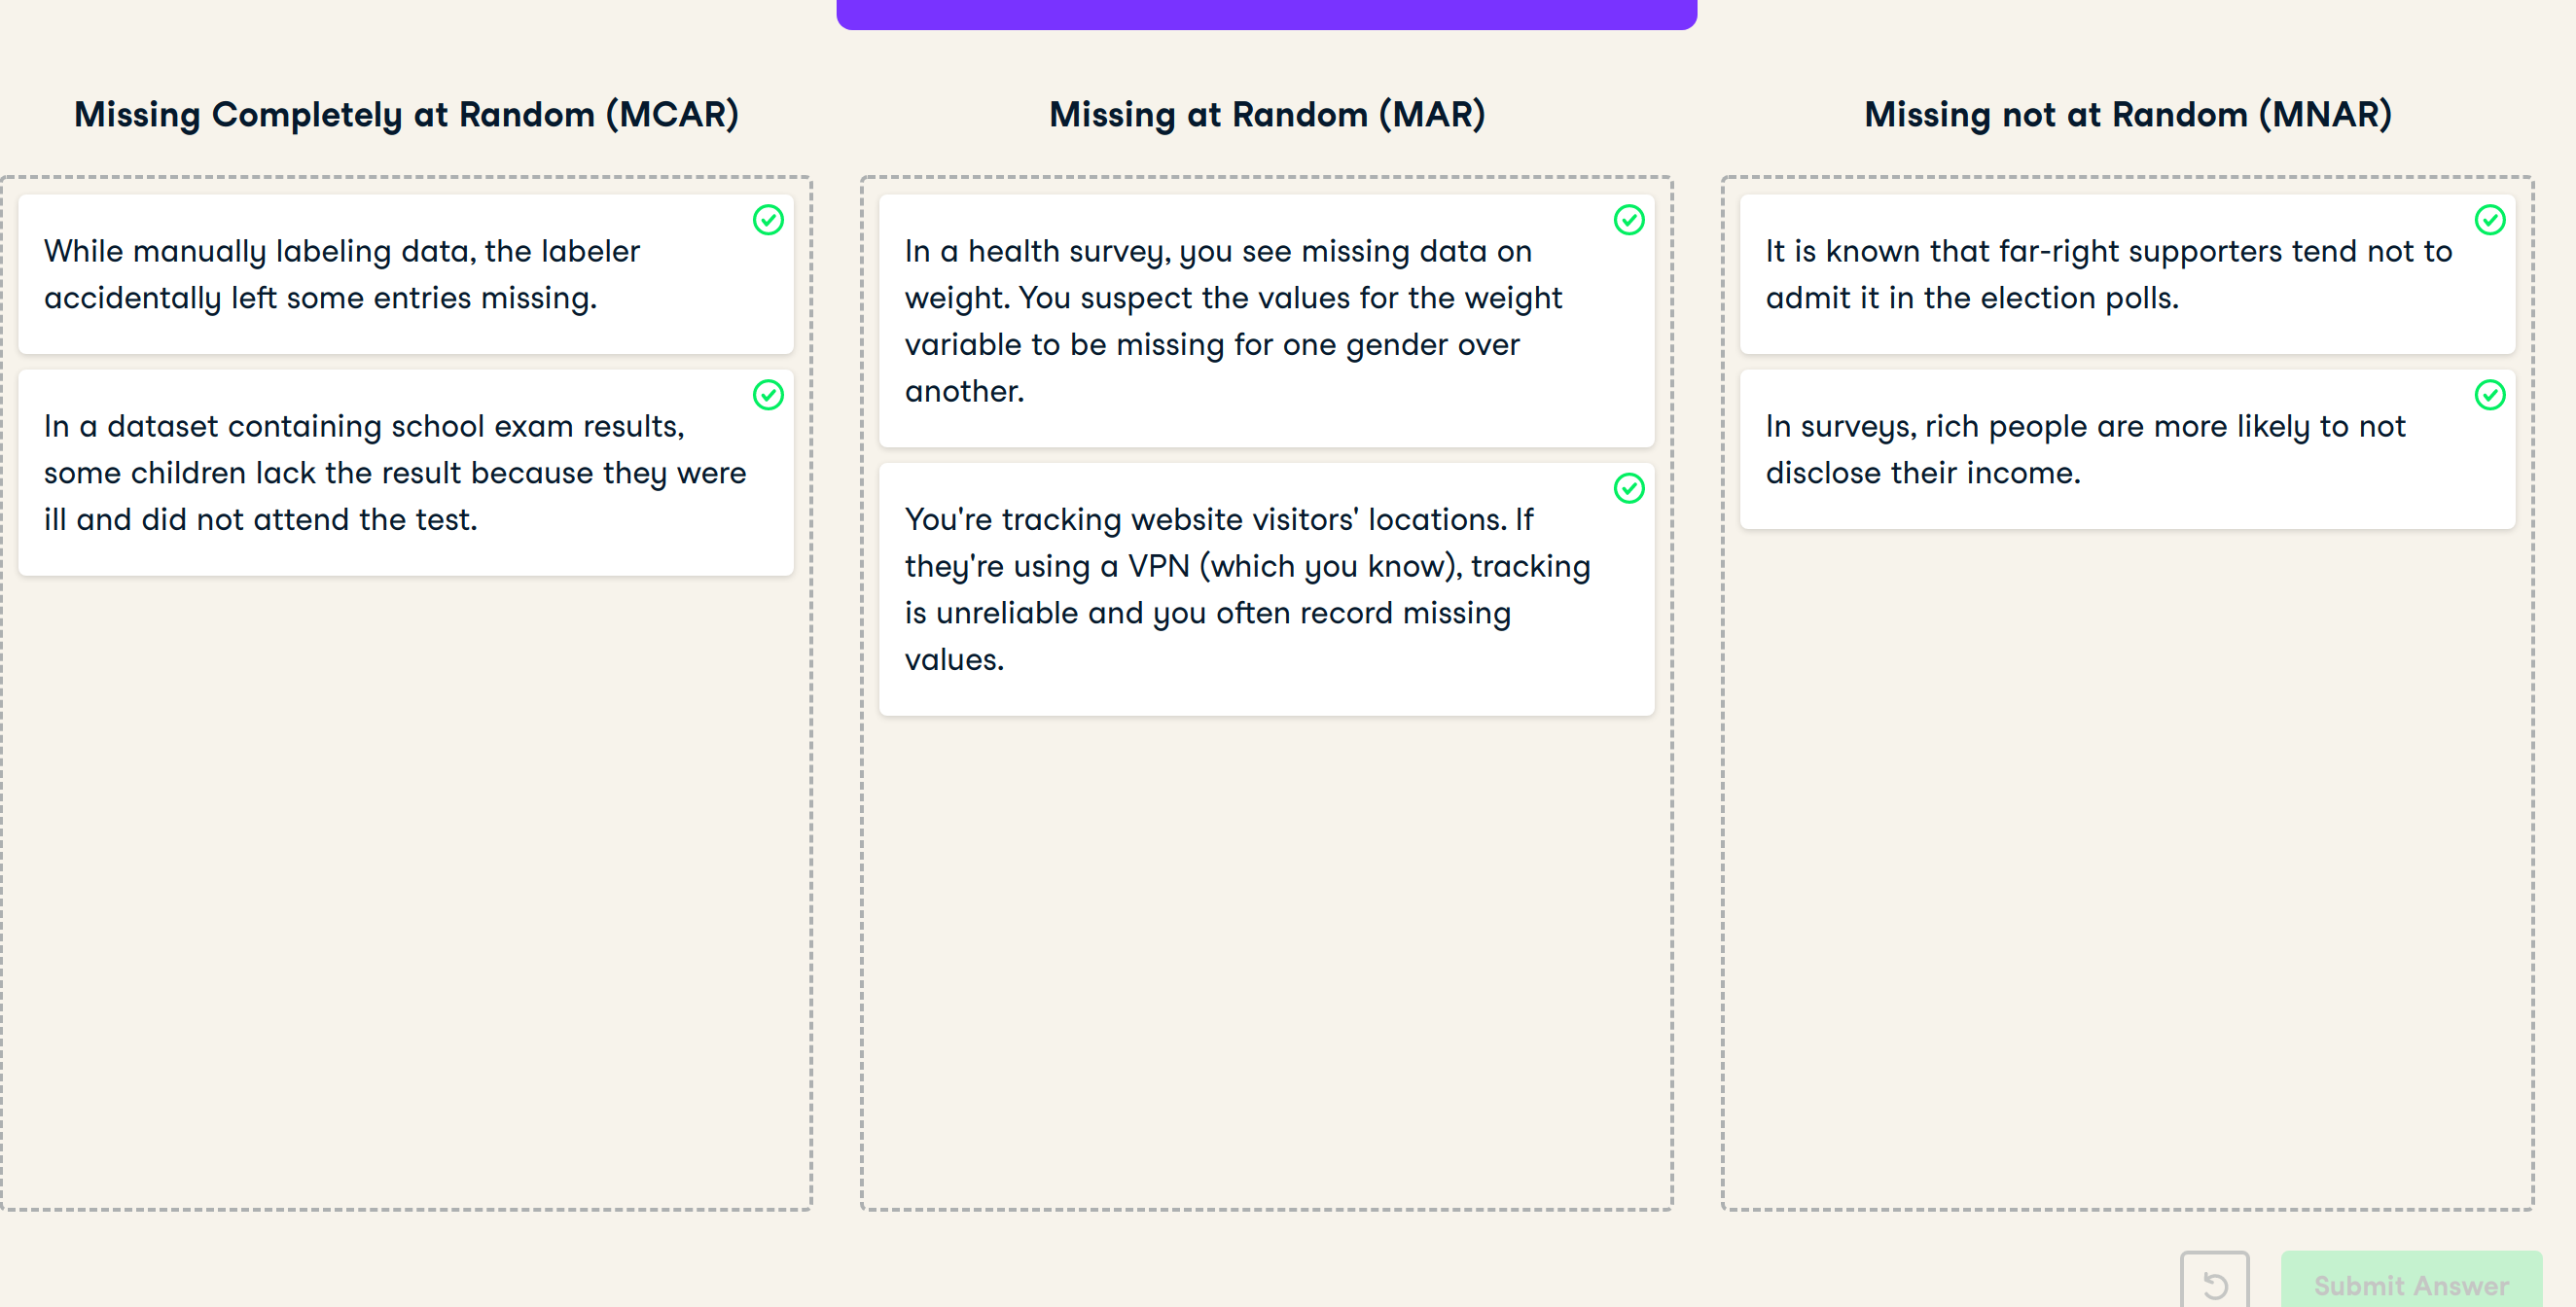 Missing Completely at Random (MCAR)
While manually labeling data, the labeler
accidentally left some entries missing.
In a dataset containing school exam results,
some children lack the result because they were
ill and did not attend the test.
Missing at Random (MAR)
In a health survey, you see missing data on
weight. You suspect the values for the weight
variable to be missing for one gender over
another.
You're tracking website visitors' locations. If
they're using a VPN (which you know), tracking
is unreliable and you often record missing
values.
Missing not at Random (MNAR)
It is known that far-right supporters tend not to
admit it in the election polls.
In surveys, rich people are more likely to not
disclose their income.
Submit Answer